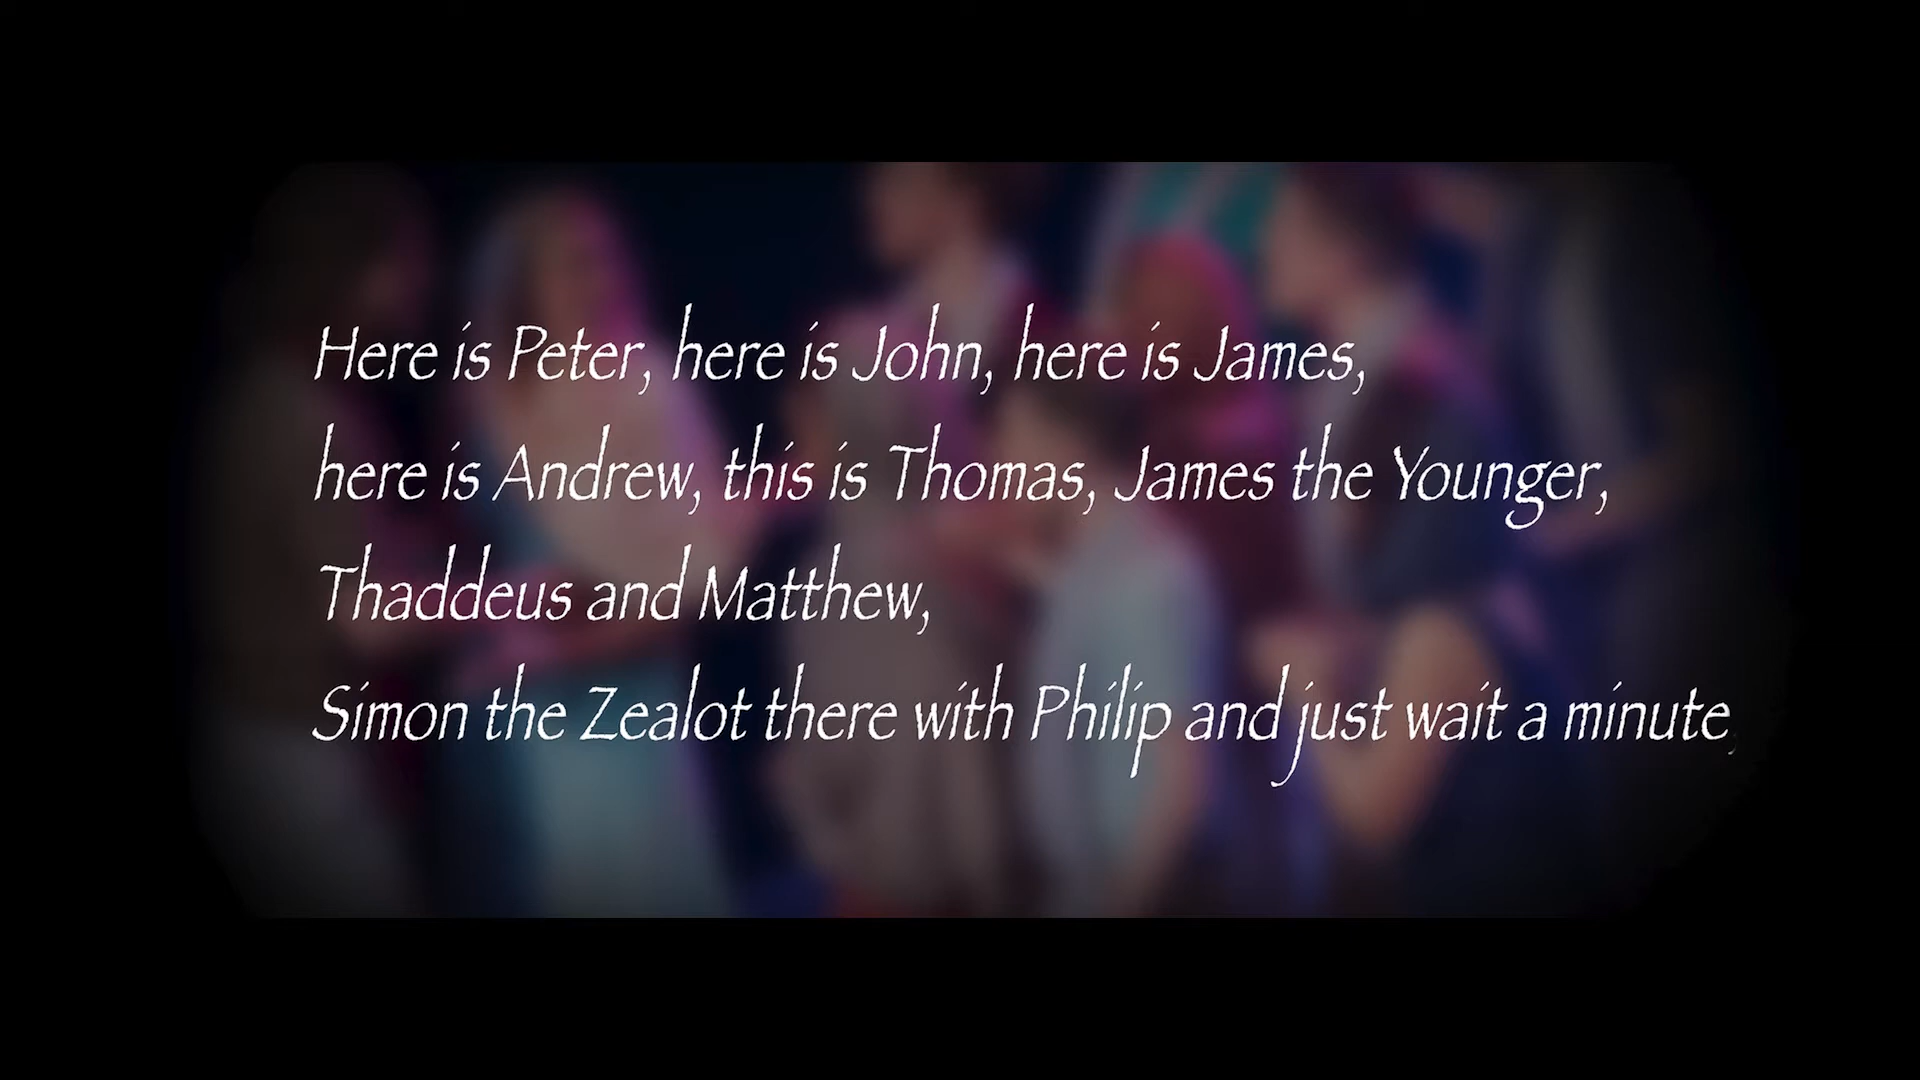 Here is Peter, here is John, here is James,
here is Andrew, this is Thomas, James the Younger,
Thaddeus and Matthew,
Simon the Zealot there with Philip and just wait a minute,